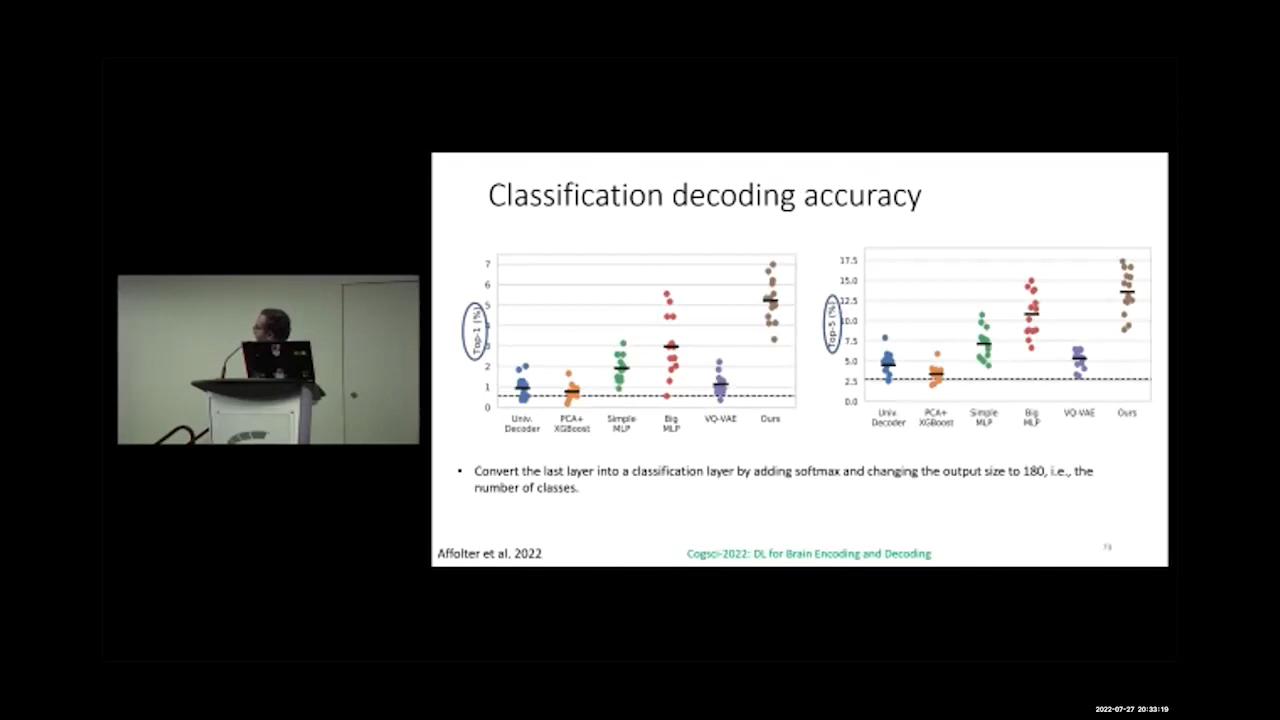 Classification decoding accuracy
Top-1 (%)
7
6
5
4
3
2
1
0
Univ. Decoder
PCA+ XGBoost
Simple MLP
Big MLP
VQ-VAE
Ours
Top-5 (%)
17.5
15.0
12.5
10.0
7.5
5.0
2.5
0.0
Univ. Decoder
PCA+ XGBoost
Simple MLP
Big MLP
VQ-VAE
Ours
• Convert the last layer into a classification layer by adding softmax and changing the output size to 180, i.e., the
number of classes.
Affolter et al. 2022
Cogsci-2022: DL for Brain Encoding and Decoding
73
2022-07-27 20:33:19